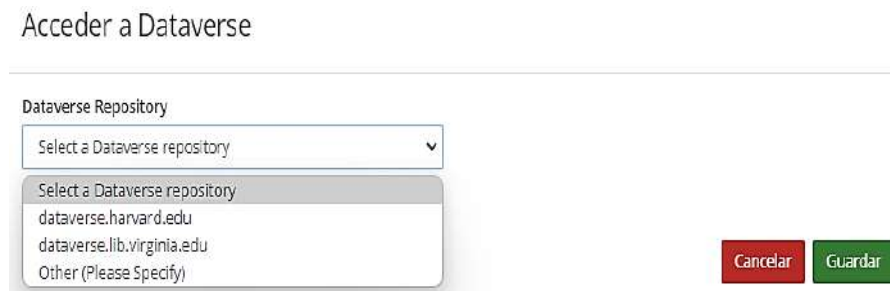 Acceder a Dataverse
Dataverse Repository
Select a Dataverse repository
Select a Dataverse repository
dataverse.harvard.edu
dataverse.lib.virginia.edu
Other (Please Specify)
Cancelar Guardar